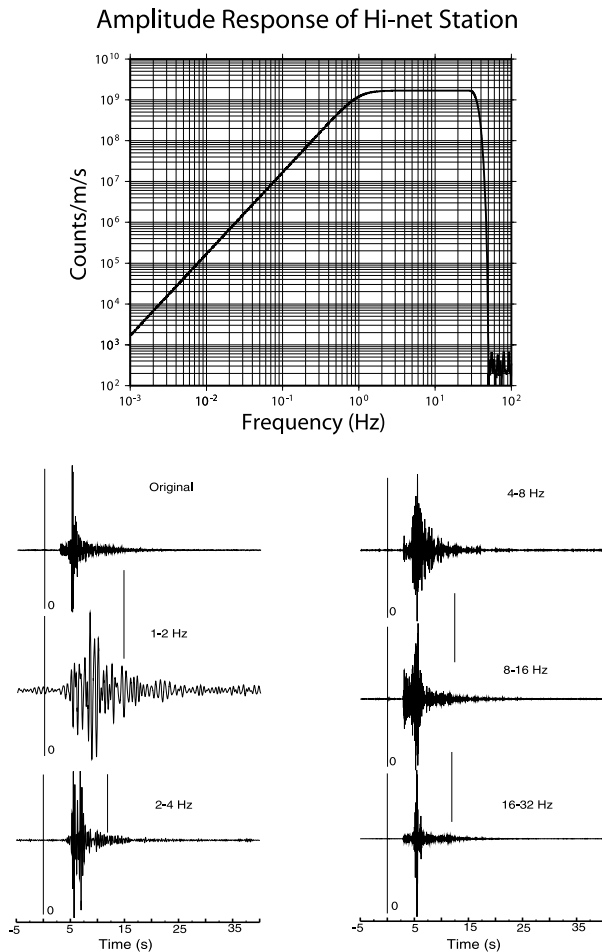 Amplitude Response of Hi-net Station
10^10
10^9
10^8
10^7
10^6
10^5
10^4
10^3
10^2
Counts/m/s
10^-3
10^-2
10^-1
10^0
10^1
10^2
Frequency (Hz)
Original
0
1-2 Hz
0
2-4 Hz
0
-5
5
15
25
35
Time (s)
4-8 Hz
0
8-16 Hz
0
16-32 Hz
0
-5
5
15
25
35
Time (s)